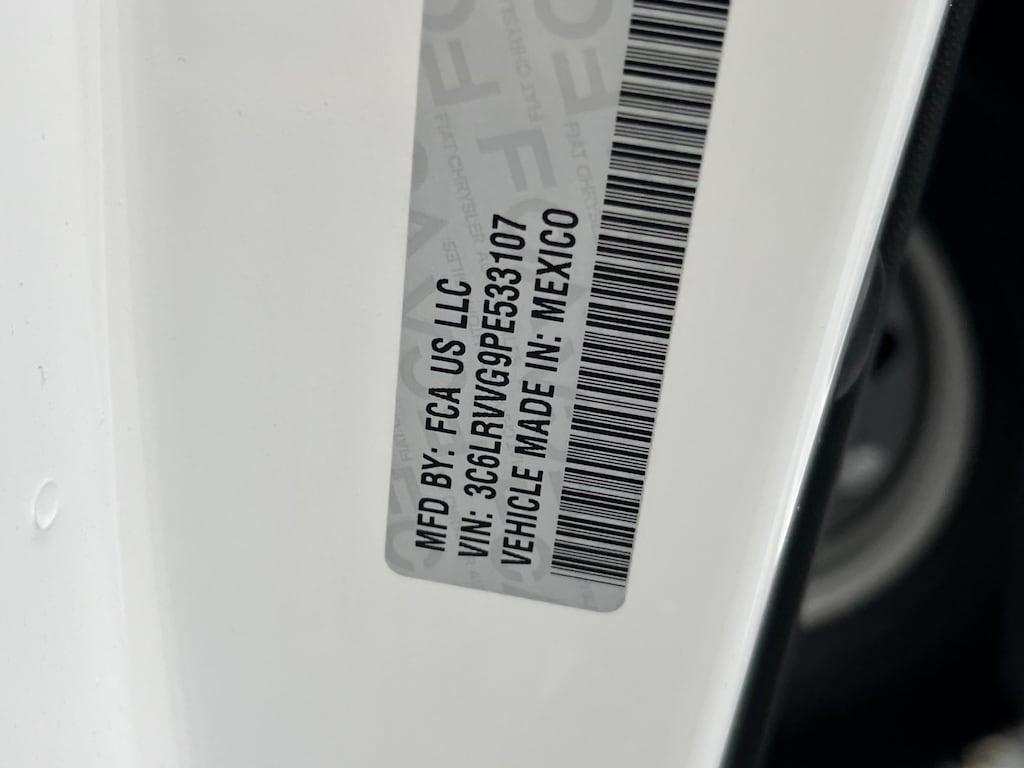 MFD BY: FCA US LLC
VIN: 3C6LRVVG9PE533107
VEHICLE MADE IN: MEXICO